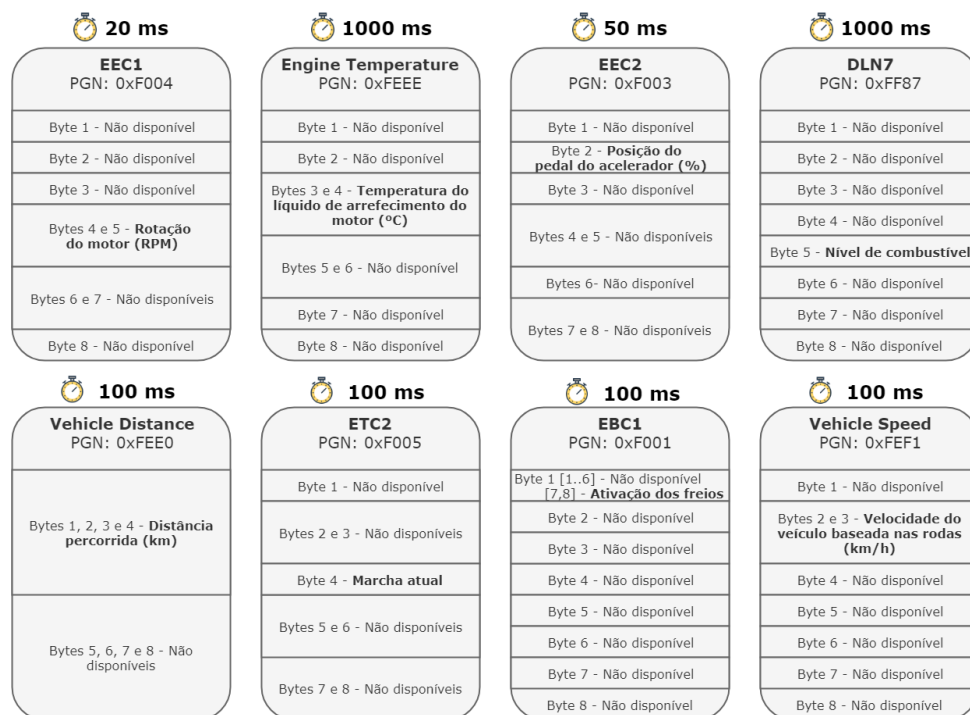 20 ms
EEC1
PGN: 0xF004
Byte 1 - Não disponível
Byte 2 - Não disponível
Byte 3 - Não disponível
Bytes 4 e 5 - Rotação
do motor (RPM)
Bytes 6 e 7 - Não disponíveis
Byte 8 - Não disponível
1000 ms
Engine Temperature
PGN: 0xFEEE
Byte 1 - Não disponível
Byte 2 - Não disponível
Bytes 3 e 4 - Temperatura do
líquido de arrefecimento do
motor (ºC)
Bytes 5 e 6 - Não disponível
Byte 7 - Não disponível
Byte 8 - Não disponível
50 ms
EEC2
PGN: 0xF003
Byte 1 - Não disponível
Byte 2 - Posição do
pedal do acelerador (%)
Byte 3 - Não disponível
Bytes 4 e 5 - Não disponíveis
Bytes 6- Não disponível
Bytes 7 e 8 - Não disponíveis
1000 ms
DLN7
PGN: 0xFF87
Byte 1 - Não disponível
Byte 2 - Não disponível
Byte 3 - Não disponível
Byte 4 - Não disponível
Byte 5 - Nível de combustível
Byte 6 - Não disponível
Byte 7 - Não disponível
Byte 8 - Não disponível
100 ms
Vehicle Distance
PGN: 0xFEE0
Bytes 1, 2, 3 e 4 - Distância
percorrida (km)
Bytes 5, 6, 7 e 8 - Não
disponíveis
100 ms
ETC2
PGN: 0xF005
Byte 1 - Não disponível
Bytes 2 e 3 - Não disponíveis
Byte 4 - Marcha atual
Bytes 5 e 6 - Não disponíveis
Bytes 7 e 8 - Não disponíveis
100 ms
EBC1
PGN: 0xF001
Byte 1 [1..6] - Não disponível
[7,8] - Ativação dos freios
Byte 2 - Não disponível
Byte 3 - Não disponível
Byte 4 - Não disponível
Byte 5 - Não disponível
Byte 6 - Não disponível
Byte 7 - Não disponível
Byte 8 - Não disponível
100 ms
Vehicle Speed
PGN: 0xFEF1
Byte 1 - Não disponível
Bytes 2 e 3 - Velocidade do
veículo baseada nas rodas
(km/h)
Byte 4 - Não disponível
Byte 5 - Não disponível
Byte 6 - Não disponível
Byte 7 - Não disponível
Byte 8 - Não disponível